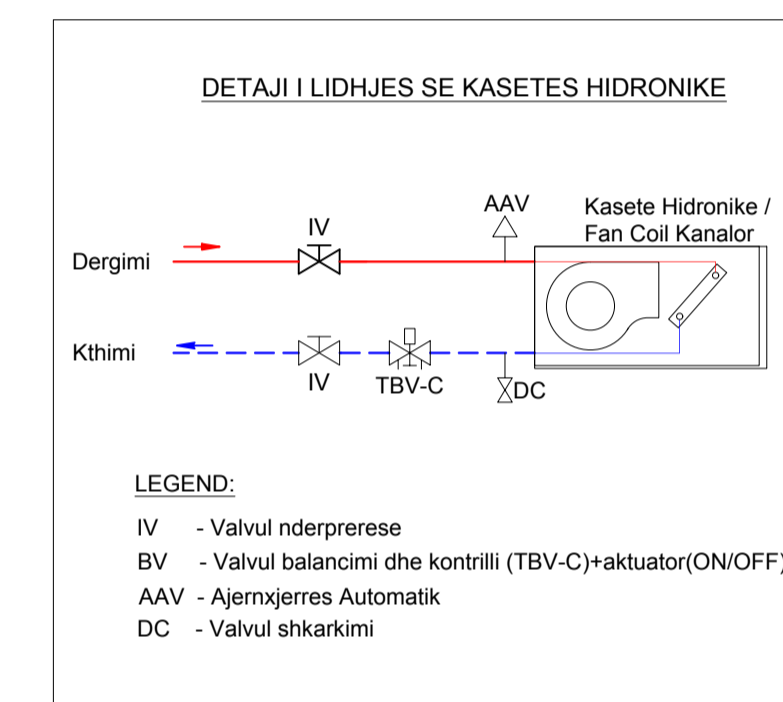 DETAJI I LIDHJES SE KASETES HIDRONIKE
AAV
Kasete Hidronike /
Fan Coil Kanalor
IV
Dergimi
Kthimi
IV
TBV-C
DC
LEGEND:
IV - Valvul nderprerese
BV - Valvul balancimi dhe kontrilli (TBV-C)+aktuator(ON/OFF)
AAV - Ajernxjerres Automatik
DC - Valvul shkarkimi